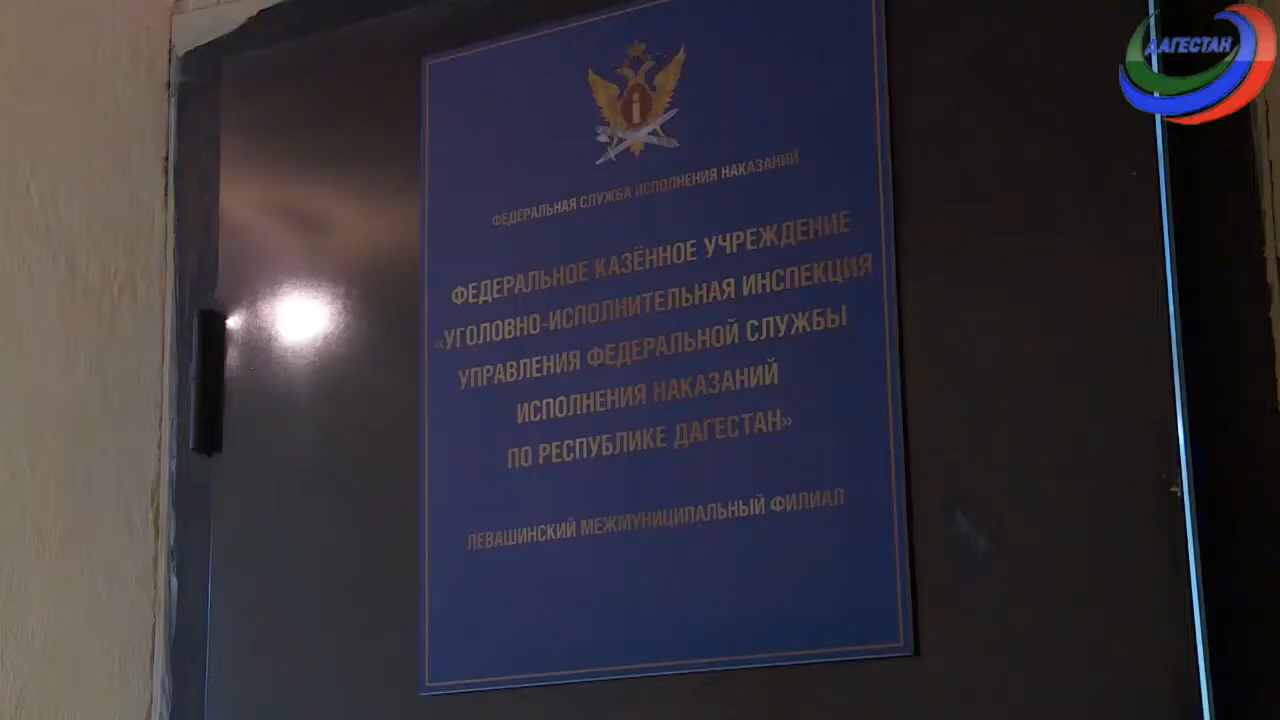 ДАГЕСТАН
ФЕДЕРАЛЬНАЯ СЛУЖБА ИСПОЛНЕНИЯ НАКАЗАНИЙ
ФЕДЕРАЛЬНОЕ КАЗЁННОЕ УЧРЕЖДЕНИЕ
«УГОЛОВНО-ИСПОЛНИТЕЛЬНАЯ ИНСПЕКЦИЯ
УПРАВЛЕНИЯ ФЕДЕРАЛЬНОЙ СЛУЖБЫ
ИСПОЛНЕНИЯ НАКАЗАНИЙ
ПО РЕСПУБЛИКЕ ДАГЕСТАН»
ЛЕВАШИНСКИЙ МЕЖМУНИЦИПАЛЬНЫЙ ФИЛИАЛ